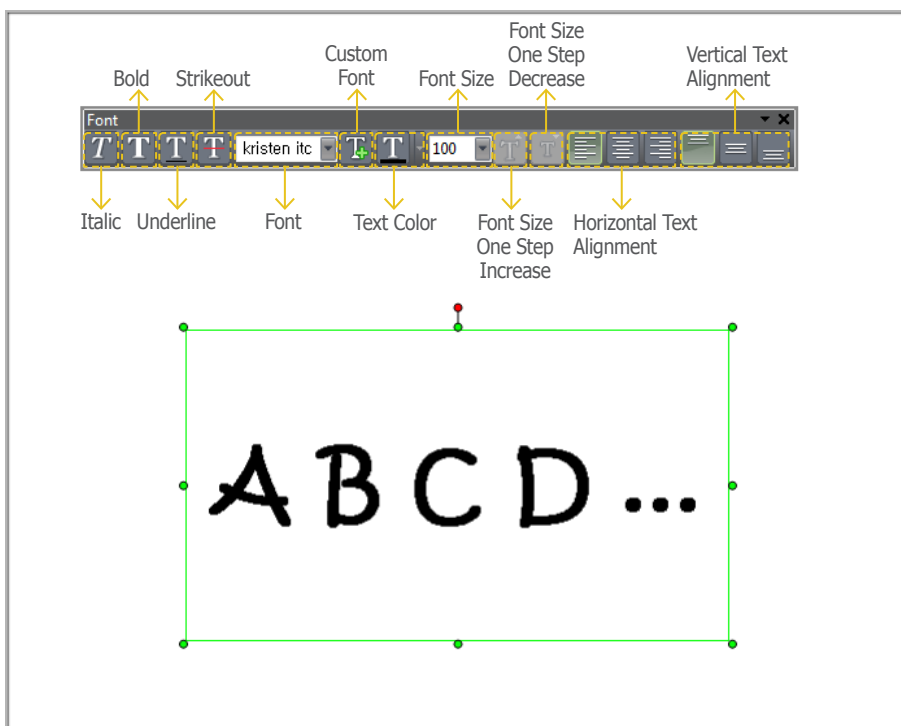 Font Size
One Step
Decrease
Custom
Font
Vertical Text
Alignment
Bold
Strikeout
Font Size
Font
kristen itc
100
Italic
Underline
Font
Text Color
Font Size
One Step
Increase
Horizontal Text
Alignment
A B C D ...